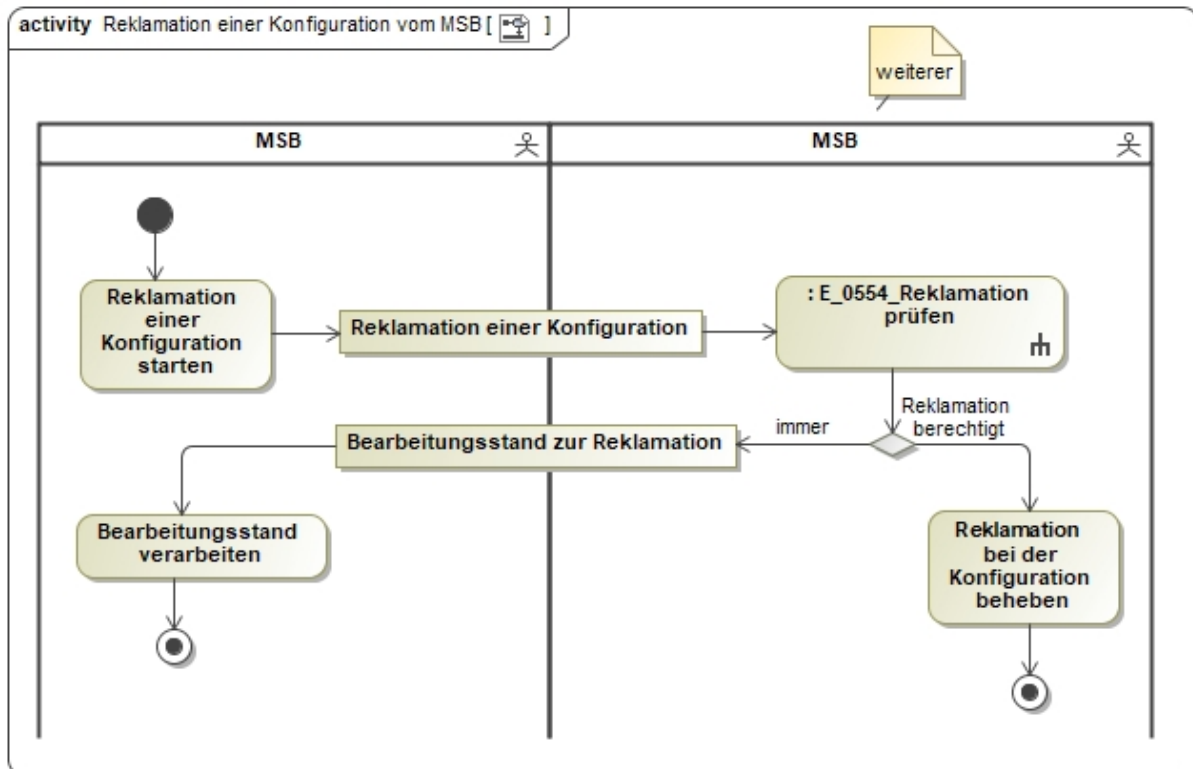 activity Reklamation einer Konfiguration vom MSB [ ]
weiterer
MSB
MSB
Reklamation
einer
Konfiguration
starten
Reklamation einer Konfiguration
: E_0554_Reklamation
prüfen
Reklamation
berechtigt
immer
Bearbeitungsstand zur Reklamation
Bearbeitungsstand
verarbeiten
Reklamation
bei der
Konfiguration
beheben